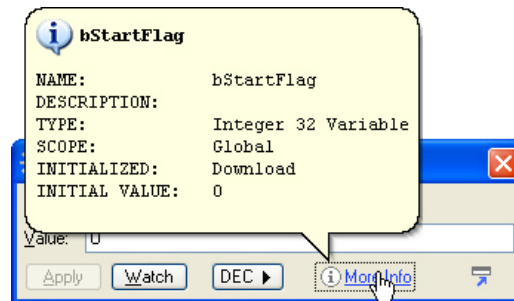 bStartFlag
NAME: bStartFlag
DESCRIPTION:
TYPE: Integer 32 Variable
SCOPE: Global
INITIALIZED: Download
INITIAL VALUE: 0
Value: 0
Apply Watch DEC More Info